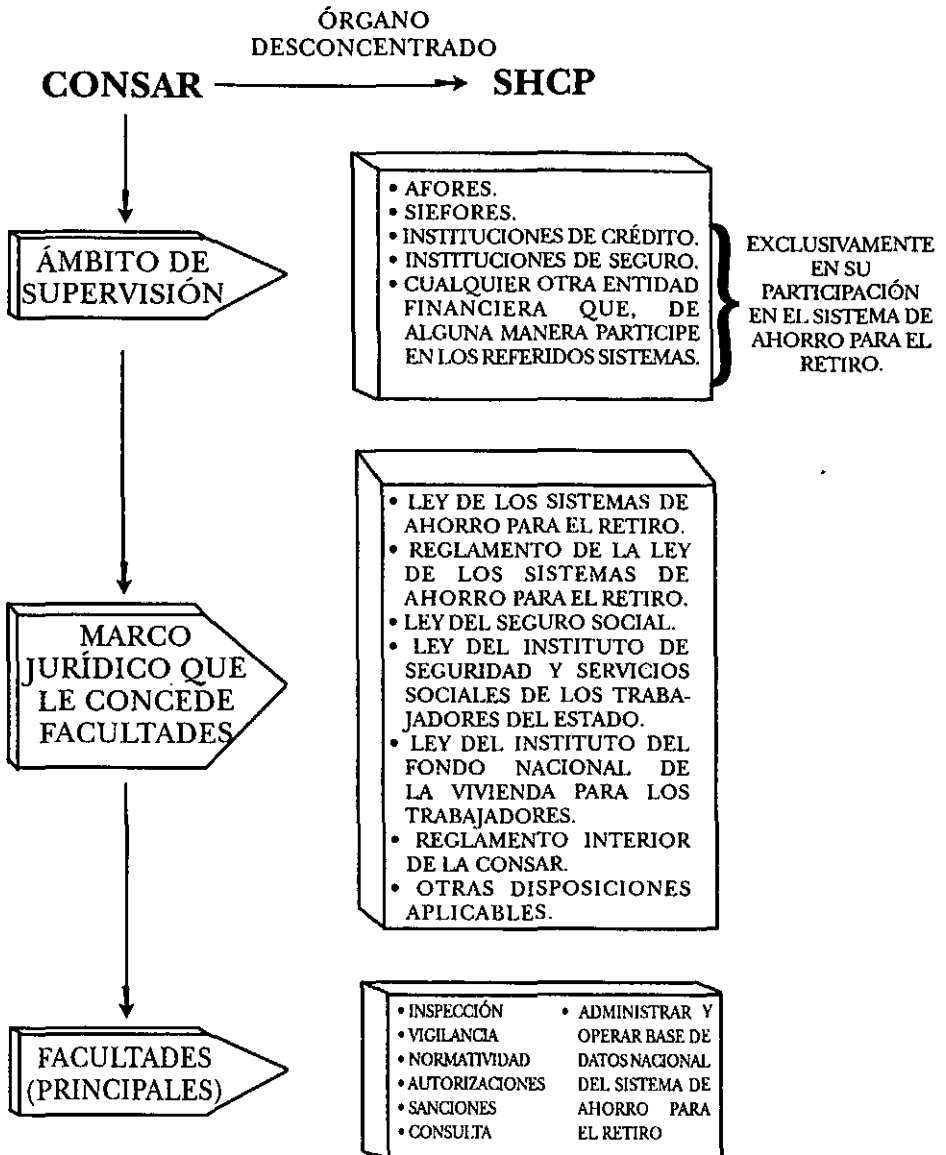 ÓRGANO
DESCONCENTRADO
CONSAR SHCP
ÁMBITO DE
SUPERVISIÓN
• AFORES.
• SIEFORES.
• INSTITUCIONES DE CRÉDITO.
• INSTITUCIONES DE SEGURO.
• CUALQUIER OTRA ENTIDAD
FINANCIERA QUE, DE
ALGUNA MANERA PARTICIPE
EN LOS REFERIDOS SISTEMAS.
EXCLUSIVAMENTE
EN SU
PARTICIPACIÓN
EN EL SISTEMA DE
AHORRO PARA EL
RETIRO.
MARCO
JURÍDICO QUE
LE CONCEDE
FACULTADES
• LEY DE LOS SISTEMAS DE
AHORRO PARA EL RETIRO.
• REGLAMENTO DE LA LEY
DE LOS SISTEMAS DE
AHORRO PARA EL RETIRO.
• LEY DEL SEGURO SOCIAL.
• LEY DEL INSTITUTO DE
SEGURIDAD Y SERVICIOS
SOCIALES DE LOS TRABA-
JADORES DEL ESTADO.
• LEY DEL INSTITUTO DEL
FONDO NACIONAL DE
LA VIVIENDA PARA LOS
TRABAJADORES.
• REGLAMENTO INTERIOR
DE LA CONSAR.
• OTRAS DISPOSICIONES
APLICABLES.
FACULTADES
(PRINCIPALES)
• INSPECCIÓN
• VIGILANCIA
• NORMATIVIDAD
• AUTORIZACIONES
• SANCIONES
• CONSULTA
• ADMINISTRAR Y
OPERAR BASE DE
DATOS NACIONAL
DEL SISTEMA DE
AHORRO PARA
EL RETIRO